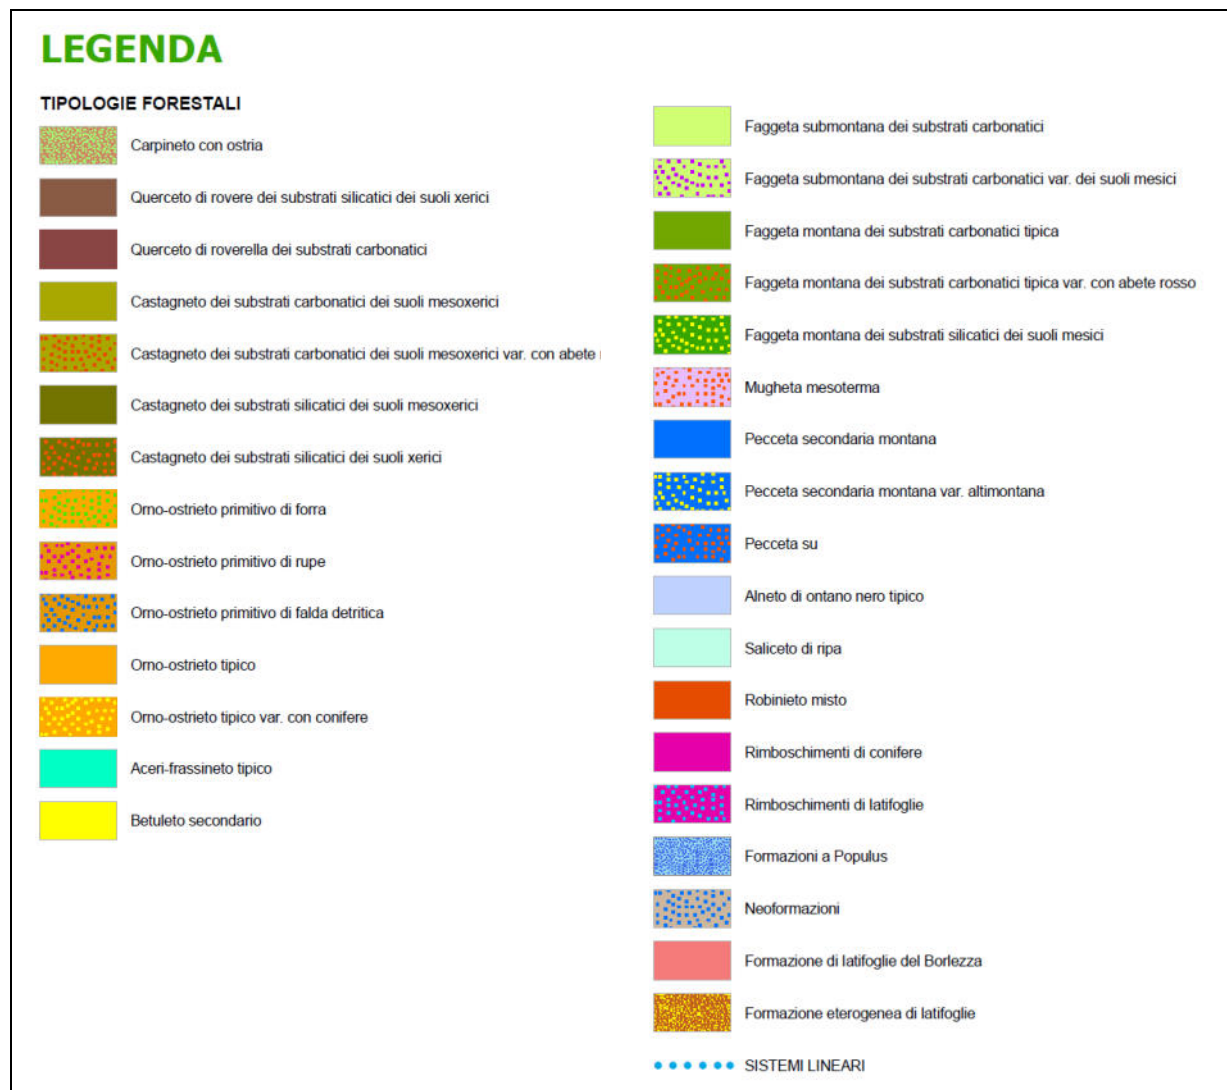 LEGENDA
TIPOLOGIE FORESTALI
Carpineto con ostria
Querceto di rovere dei substrati silicatici dei suoli xerici
Querceto di roverella dei substrati carbonatici
Castagneto dei substrati carbonatici dei suoli mesoxerici
Castagneto dei substrati carbonatici dei suoli mesoxerici var. con abete
Castagneto dei substrati silicatici dei suoli mesoxerici
Castagneto dei substrati silicatici dei suoli xerici
Orno-ostrieto primitivo di forra
Orno-ostrieto primitivo di rupe
Orno-ostrieto primitivo di falda detritica
Orno-ostrieto tipico
Orno-ostrieto tipico var. con conifere
Aceri-frassineto tipico
Betuleto secondario
Faggeta submontana dei substrati carbonatici
Faggeta submontana dei substrati carbonatici var. dei suoli mesici
Faggeta montana dei substrati carbonatici tipica
Faggeta montana dei substrati carbonatici tipica var. con abete rosso
Faggeta montana dei substrati silicatici dei suoli mesici
Mugheta mesoterma
Pecceta secondaria montana
Pecceta secondaria montana var. altimontana
Pecceta su
Alneto di ontano nero tipico
Saliceto di ripa
Robinieto misto
Rimboschimenti di conifere
Rimboschimenti di latifoglie
Formazioni a Populus
Neoformazioni
Formazione di latifoglie del Borlezza
Formazione eterogenea di latifoglie
SISTEMI LINEARI